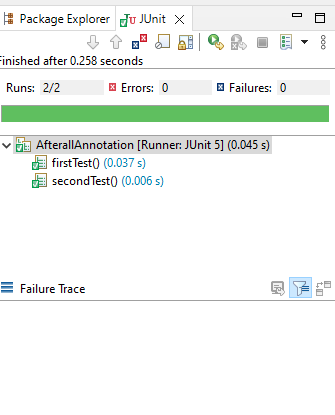 Package Explorer JUnit
Finished after 0.258 seconds
Runs: 2/2 Errors: 0 Failures: 0
AfterallAnnotation [Runner: JUnit 5] (0.045 s)
firstTest() (0.037 s)
secondTest() (0.006 s)
Failure Trace